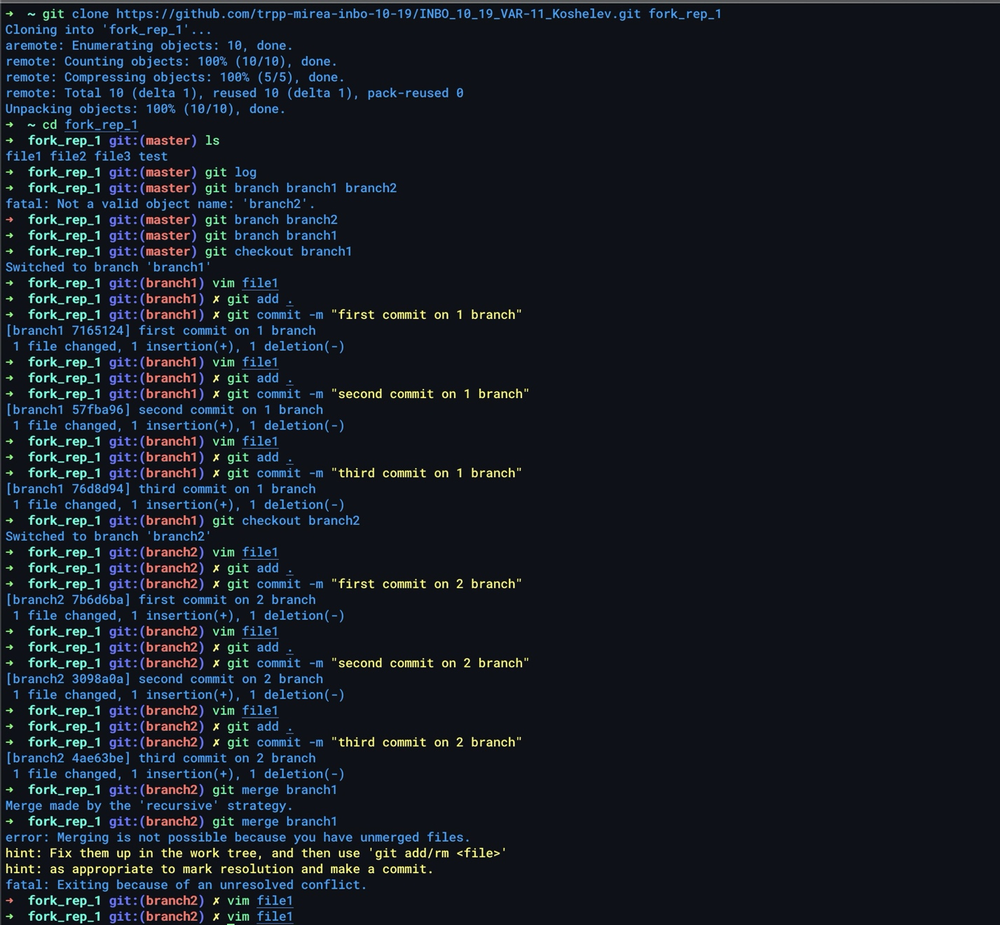 ➜  ~ git clone https://github.com/trpp-mirea-inbo-10-19/INBO_10_19_VAR-11_Koshelev.git fork_rep_1
Cloning into 'fork_rep_1'...
aremote: Enumerating objects: 10, done.
remote: Counting objects: 100% (10/10), done.
remote: Compressing objects: 100% (5/5), done.
remote: Total 10 (delta 1), reused 10 (delta 1), pack-reused 0
Unpacking objects: 100% (10/10), done.
➜  ~ cd fork_rep_1
➜  fork_rep_1 git:(master) ls
file1 file2 file3 test
➜  fork_rep_1 git:(master) git log
➜  fork_rep_1 git:(master) git branch branch1 branch2
fatal: Not a valid object name: 'branch2'.
➜  fork_rep_1 git:(master) git branch branch2
➜  fork_rep_1 git:(master) git branch branch1
➜  fork_rep_1 git:(master) git checkout branch1
Switched to branch 'branch1'
➜  fork_rep_1 git:(branch1) vim file1
➜  fork_rep_1 git:(branch1) ✗ git add .
➜  fork_rep_1 git:(branch1) ✗ git commit -m "first commit on 1 branch"
[branch1 7165124] first commit on 1 branch
 1 file changed, 1 insertion(+), 1 deletion(-)
➜  fork_rep_1 git:(branch1) vim file1
➜  fork_rep_1 git:(branch1) ✗ git add .
➜  fork_rep_1 git:(branch1) ✗ git commit -m "second commit on 1 branch"
[branch1 57fba96] second commit on 1 branch
 1 file changed, 1 insertion(+), 1 deletion(-)
➜  fork_rep_1 git:(branch1) vim file1
➜  fork_rep_1 git:(branch1) ✗ git add .
➜  fork_rep_1 git:(branch1) ✗ git commit -m "third commit on 1 branch"
[branch1 76d8d94] third commit on 1 branch
 1 file changed, 1 insertion(+), 1 deletion(-)
➜  fork_rep_1 git:(branch1) git checkout branch2
Switched to branch 'branch2'
➜  fork_rep_1 git:(branch2) vim file1
➜  fork_rep_1 git:(branch2) ✗ git add .
➜  fork_rep_1 git:(branch2) ✗ git commit -m "first commit on 2 branch"
[branch2 7b6d6ba] first commit on 2 branch
 1 file changed, 1 insertion(+), 1 deletion(-)
➜  fork_rep_1 git:(branch2) vim file1
➜  fork_rep_1 git:(branch2) ✗ git add .
➜  fork_rep_1 git:(branch2) ✗ git commit -m "second commit on 2 branch"
[branch2 3098a0a] second commit on 2 branch
 1 file changed, 1 insertion(+), 1 deletion(-)
➜  fork_rep_1 git:(branch2) vim file1
➜  fork_rep_1 git:(branch2) ✗ git add .
➜  fork_rep_1 git:(branch2) ✗ git commit -m "third commit on 2 branch"
[branch2 4ae63be] third commit on 2 branch
 1 file changed, 1 insertion(+), 1 deletion(-)
➜  fork_rep_1 git:(branch2) git merge branch1
Merge made by the 'recursive' strategy.
➜  fork_rep_1 git:(branch2) git merge branch1
error: Merging is not possible because you have unmerged files.
hint: Fix them up in the work tree, and then use 'git add/rm <file>'
hint: as appropriate to mark resolution and make a commit.
fatal: Exiting because of an unresolved conflict.
➜  fork_rep_1 git:(branch2) ✗ vim file1
➜  fork_rep_1 git:(branch2) ✗ vim file1